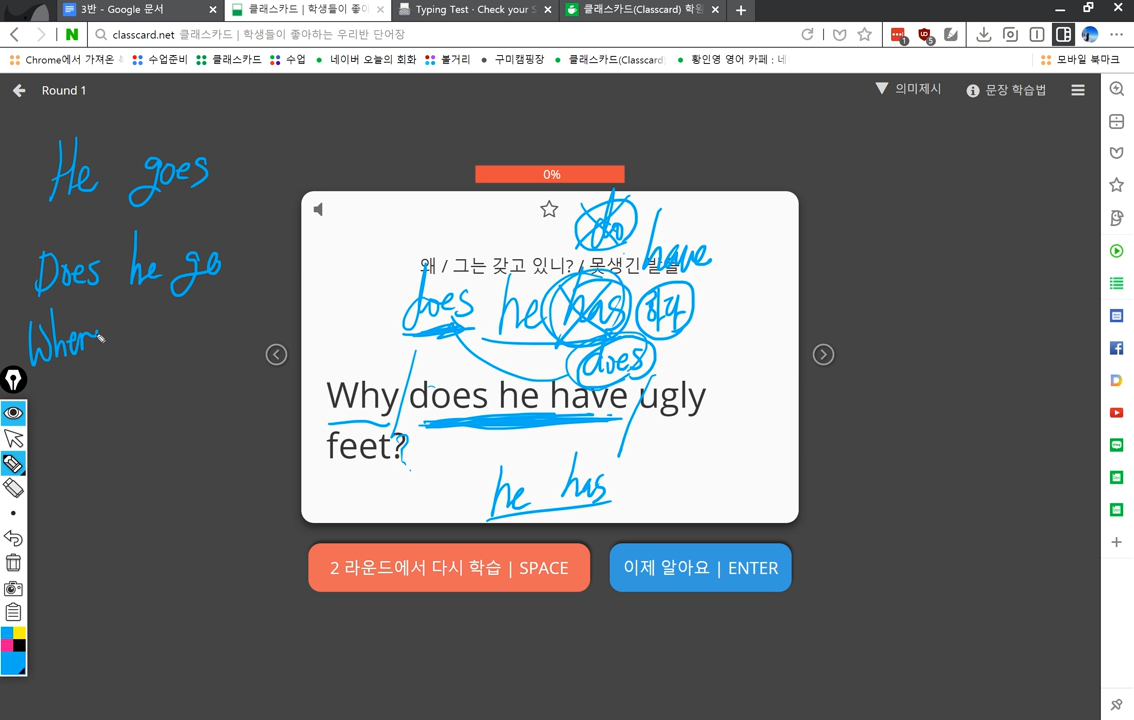 3반 - Google 문서
클래스카드 | 학생들이 좋아
Typing Test · Check your S
클래스카드(Classcard) 학원
N
classcard.net 클래스카드 | 학생들이 좋아하는 우리반 단어장
1
5
Chrome에서 가져온
수업준비
클래스카드
수업
네이버 오늘의 회화
볼거리
구미캠핑장
클래스카드(Classcard
황인영 영어 카페 : 네
모바일 북마크
Round 1
의미제시
문장 학습법
0%
He goes
Does he go
Wher
do
have
왜 / 그는 갖고 있니? / 못생긴 발을
does he has 하다
does
Why does he have ugly
feet?
he has
2 라운드에서 다시 학습 | SPACE
이제 알아요 | ENTER